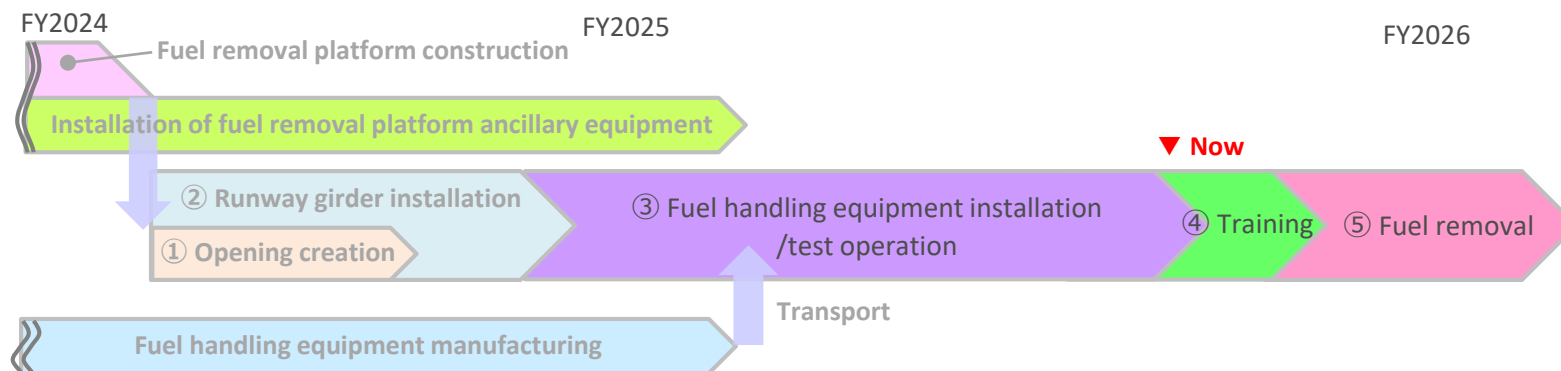 FY2024
FY2025
FY2026
Fuel removal platform construction
Installation of fuel removal platform ancillary equipment
▼ Now
② Runway girder installation
① Opening creation
③ Fuel handling equipment installation
/test operation
④ Training
⑤ Fuel removal
Transport
Fuel handling equipment manufacturing